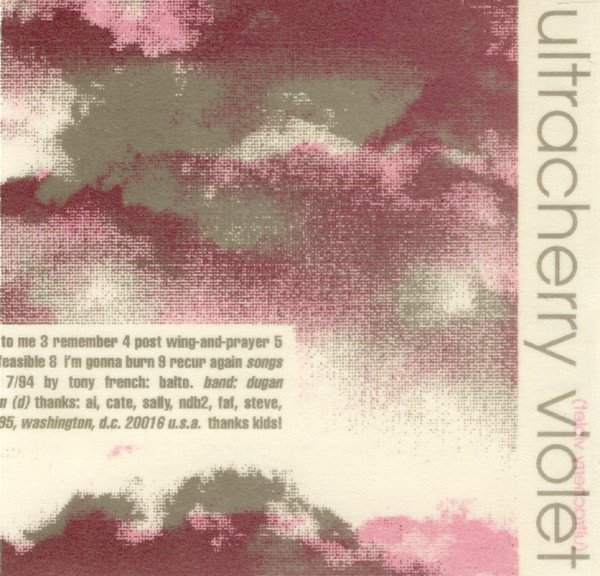 ultracherry violet
to me 3 remember 4 post wing-and-prayer 5
feasible 8 i'm gonna burn 9 recur again songs
7/94 by tony french: balto. band: dugan
n (d) thanks: ai, cate, sally, ndb2, faf, steve,
95, washington, d.c. 20016 u.s.a. thanks kids!